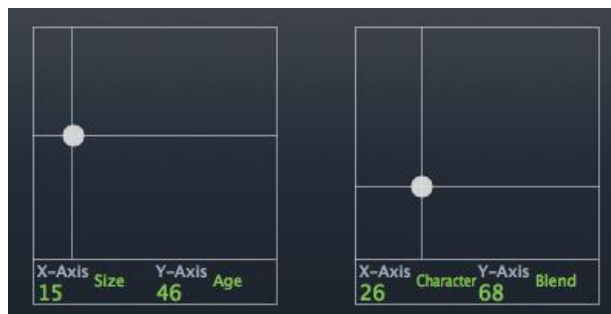 X-Axis Size Y-Axis Age
15 46
X-Axis Character Y-Axis Blend
26 68